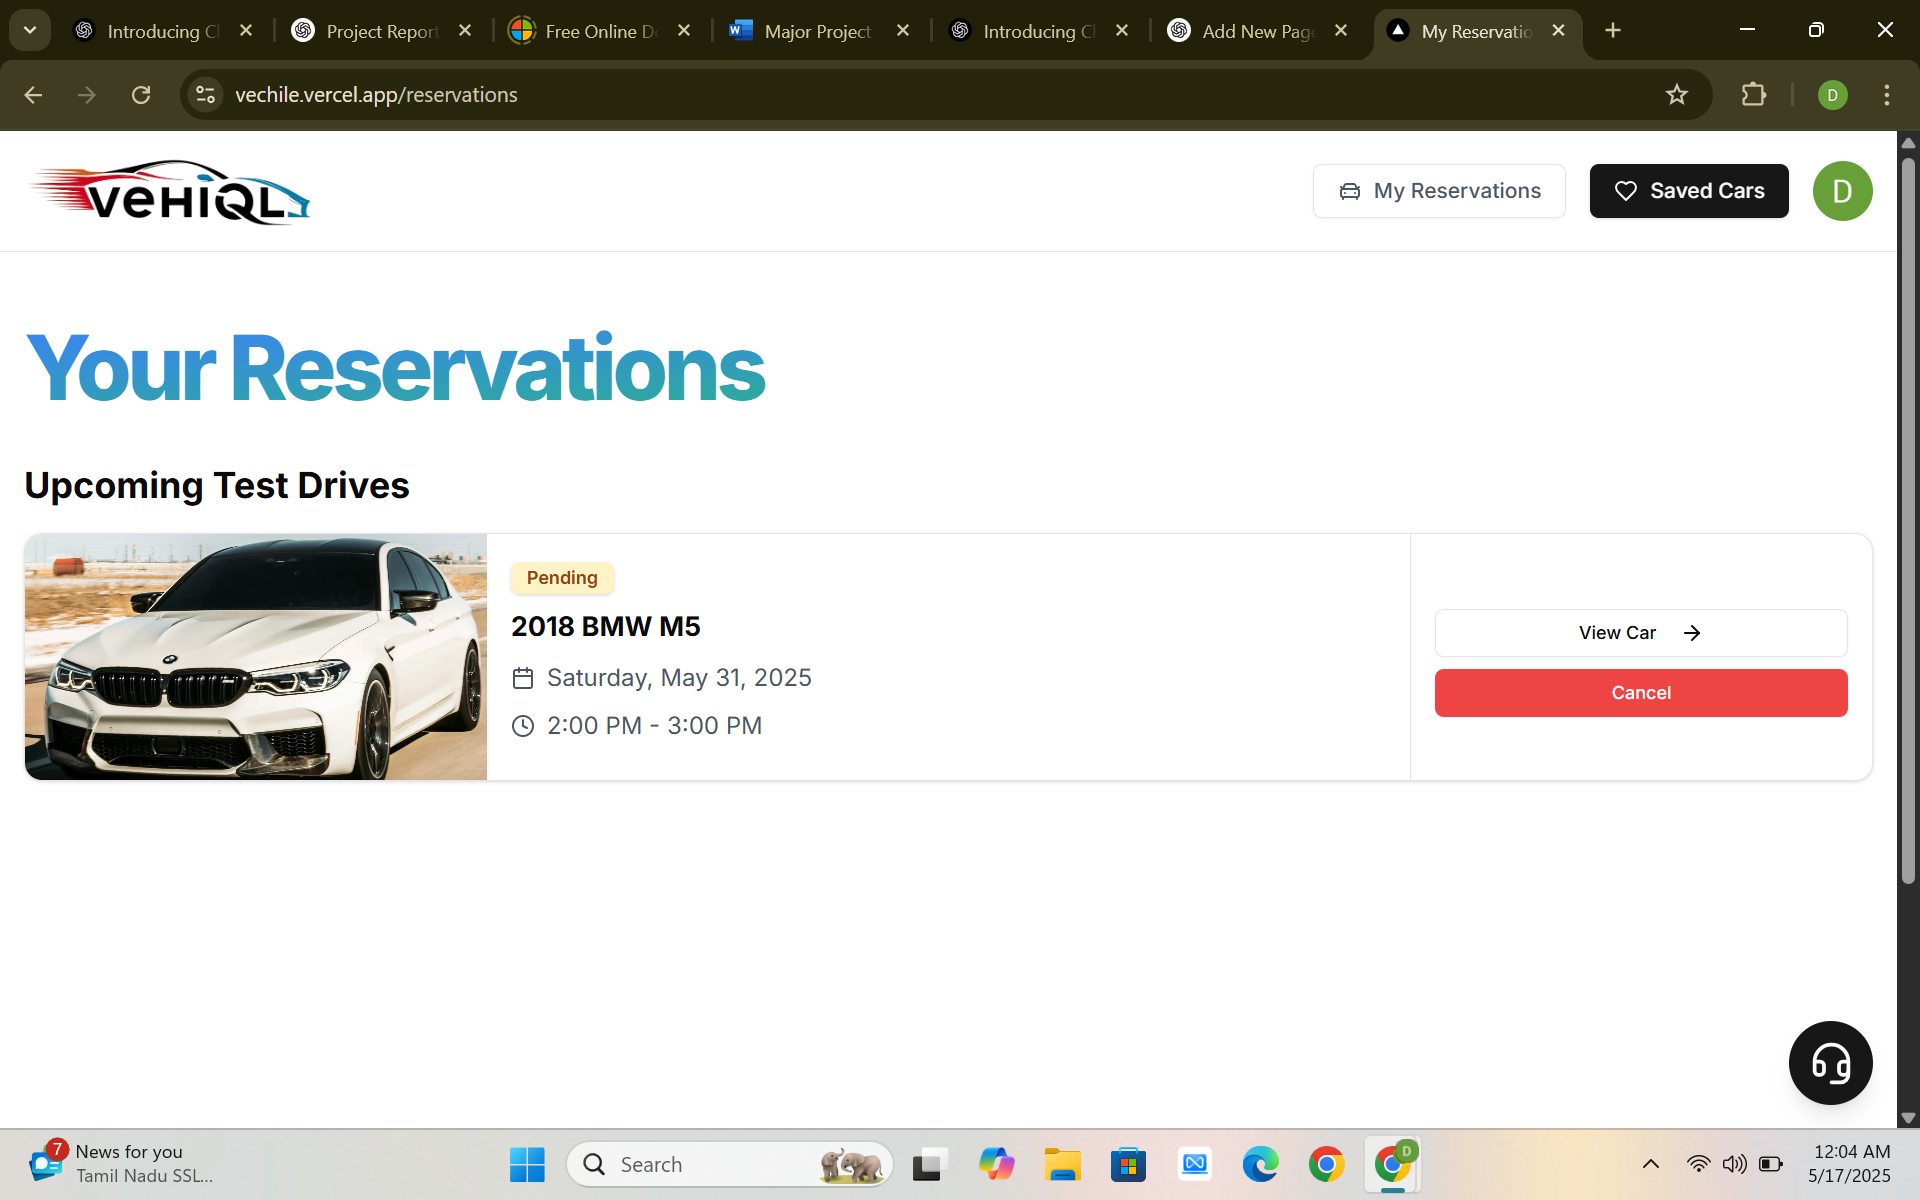 Introducing Cl
Project Report
Free Online Do
Major Project
Introducing Cl
Add New Page
My Reservatio
vechile.vercel.app/reservations
D
VEHIQL
My Reservations
Saved Cars
D
Your Reservations
Upcoming Test Drives
Pending
2018 BMW M5
Saturday, May 31, 2025
2:00 PM - 3:00 PM
View Car
Cancel
7
News for you
Tamil Nadu SSL...
Search
D
12:04 AM
5/17/2025